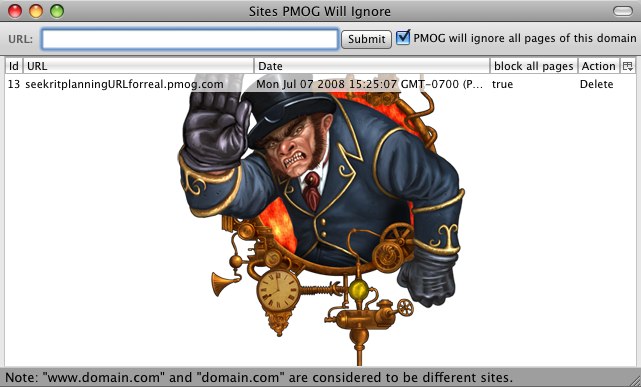 Sites PMOG Will Ignore
URL: Submit PMOG will ignore all pages of this domain
Id URL Date block all pages Action
13 seekritplanningURLforreal.pmog.com Mon Jul 07 2008 15:25:07 GMT-0700 (P... true Delete
Note: "www.domain.com" and "domain.com" are considered to be different sites.